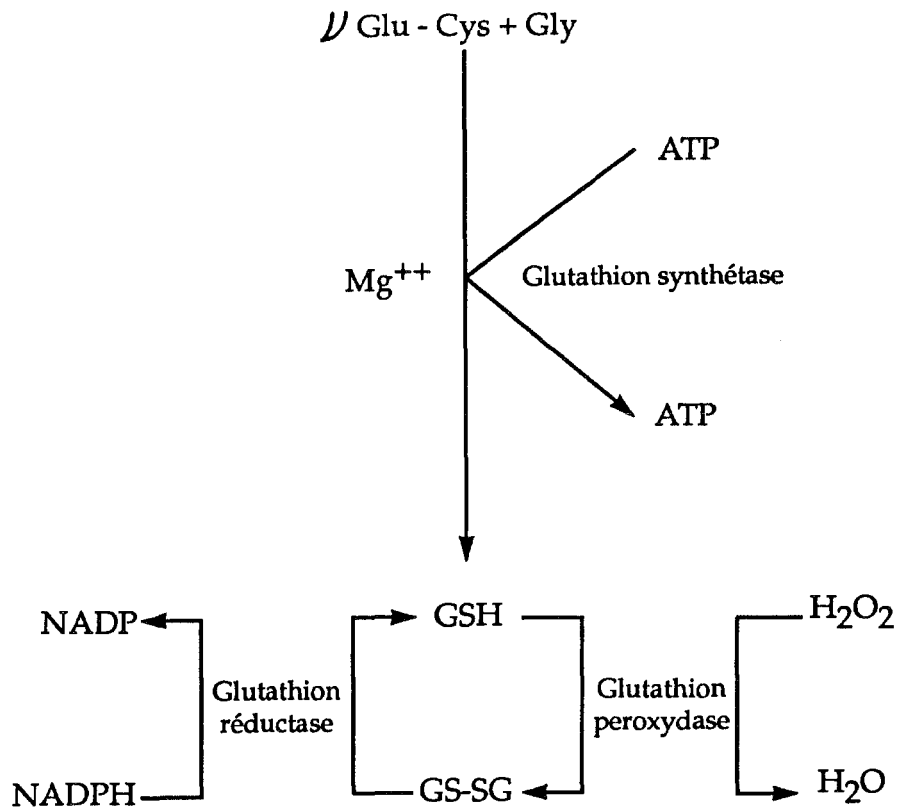 ν Glu - Cys + Gly
ATP
Mg++
Glutathion synthétase
ATP
NADP
GSH
H2O2
Glutathion
réductase
Glutathion
peroxydase
NADPH
GS-SG
H2O